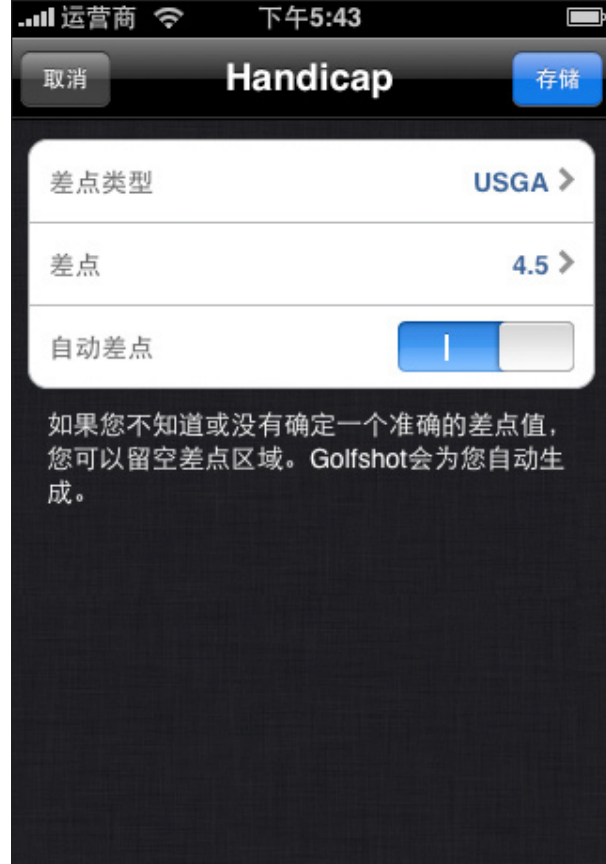 运营商 下午5:43
取消 Handicap 存储
差点类型 USGA
差点 4.5
自动差点
如果您不知道或没有确定一个准确的差点值，
您可以留空差点区域。Golfshot会为您自动生
成。